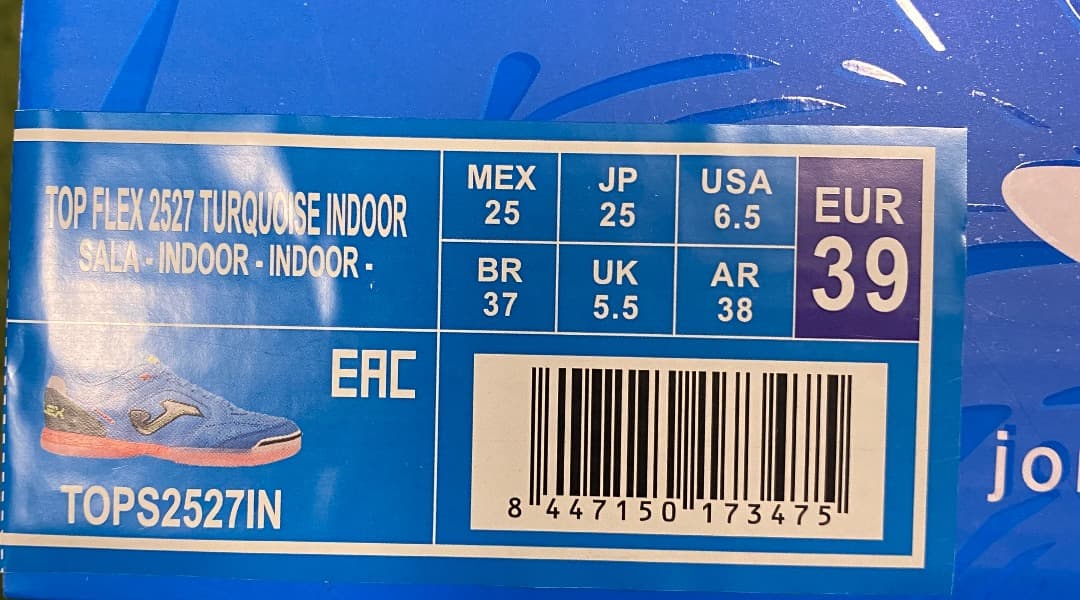 TOP FLEX 2527 TURQUOISE INDOOR
SALA - INDOOR - INDOOR -
MEX
25
JP
25
USA
6.5
EUR
39
BR
37
UK
5.5
AR
38
EAC
TOPS2527IN
8 447150 173475